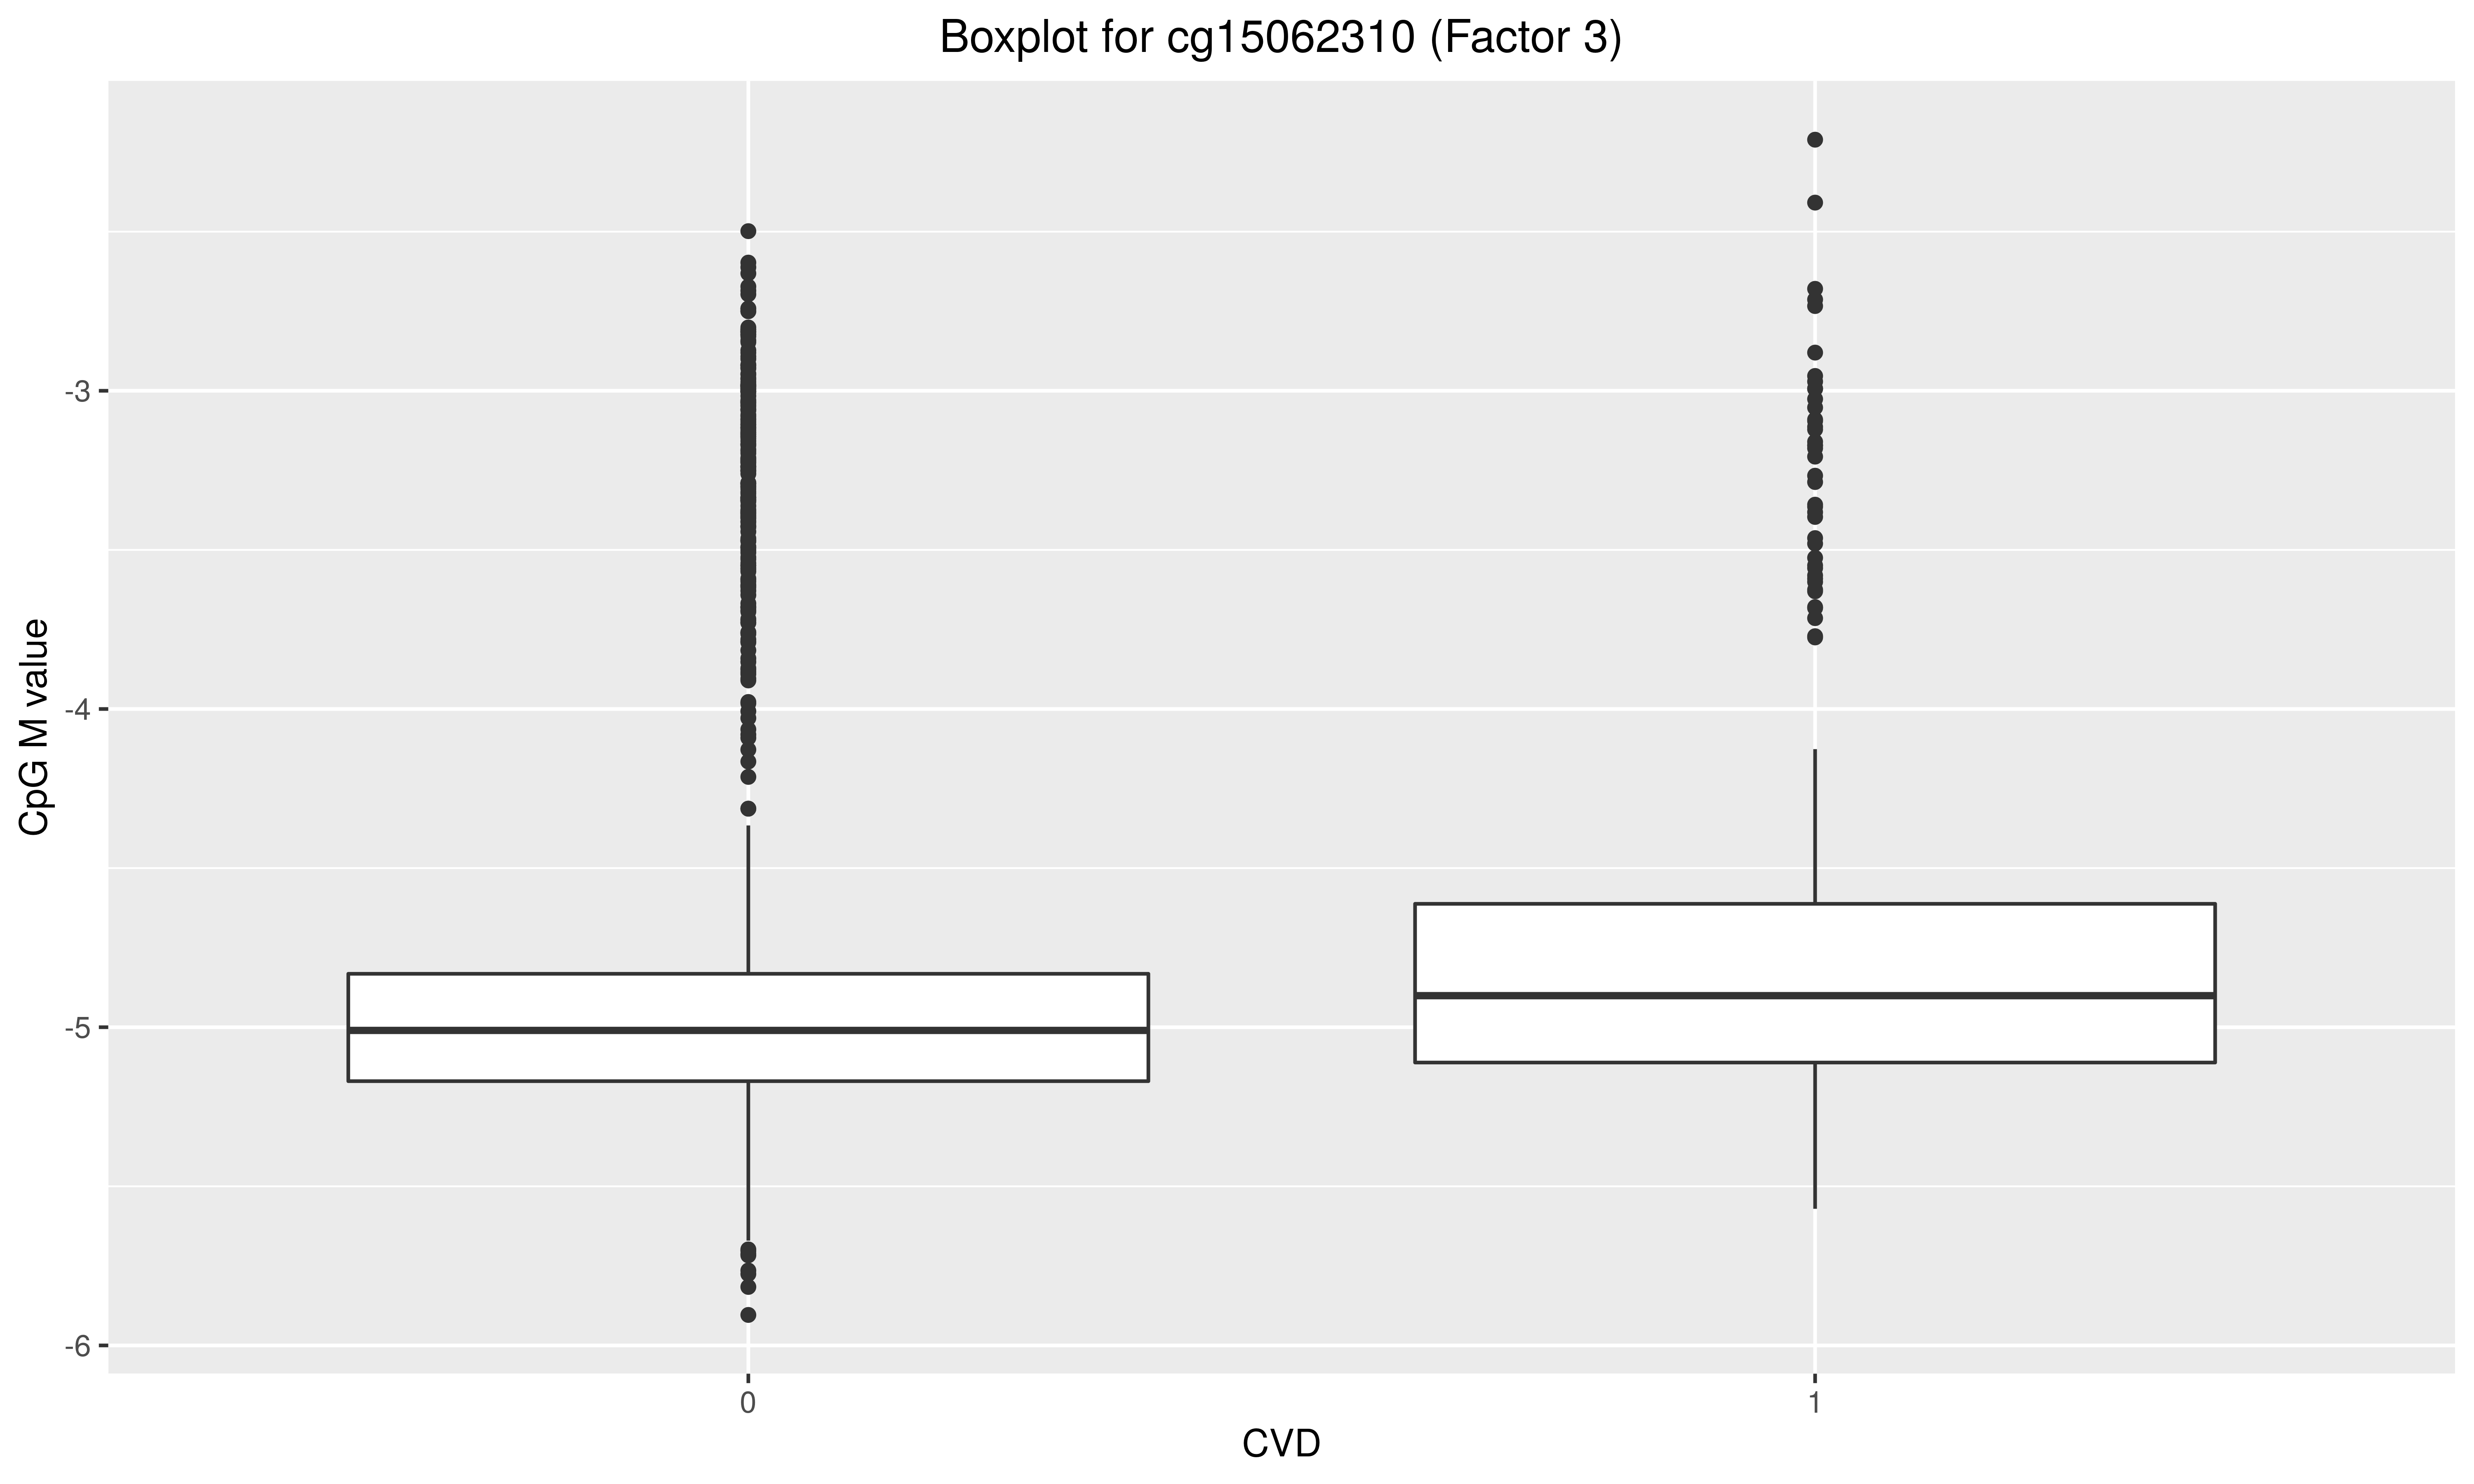 Boxplot for cg15062310 (Factor 3)
CpG M value
-3
-4
-5
-6
0 1
CVD